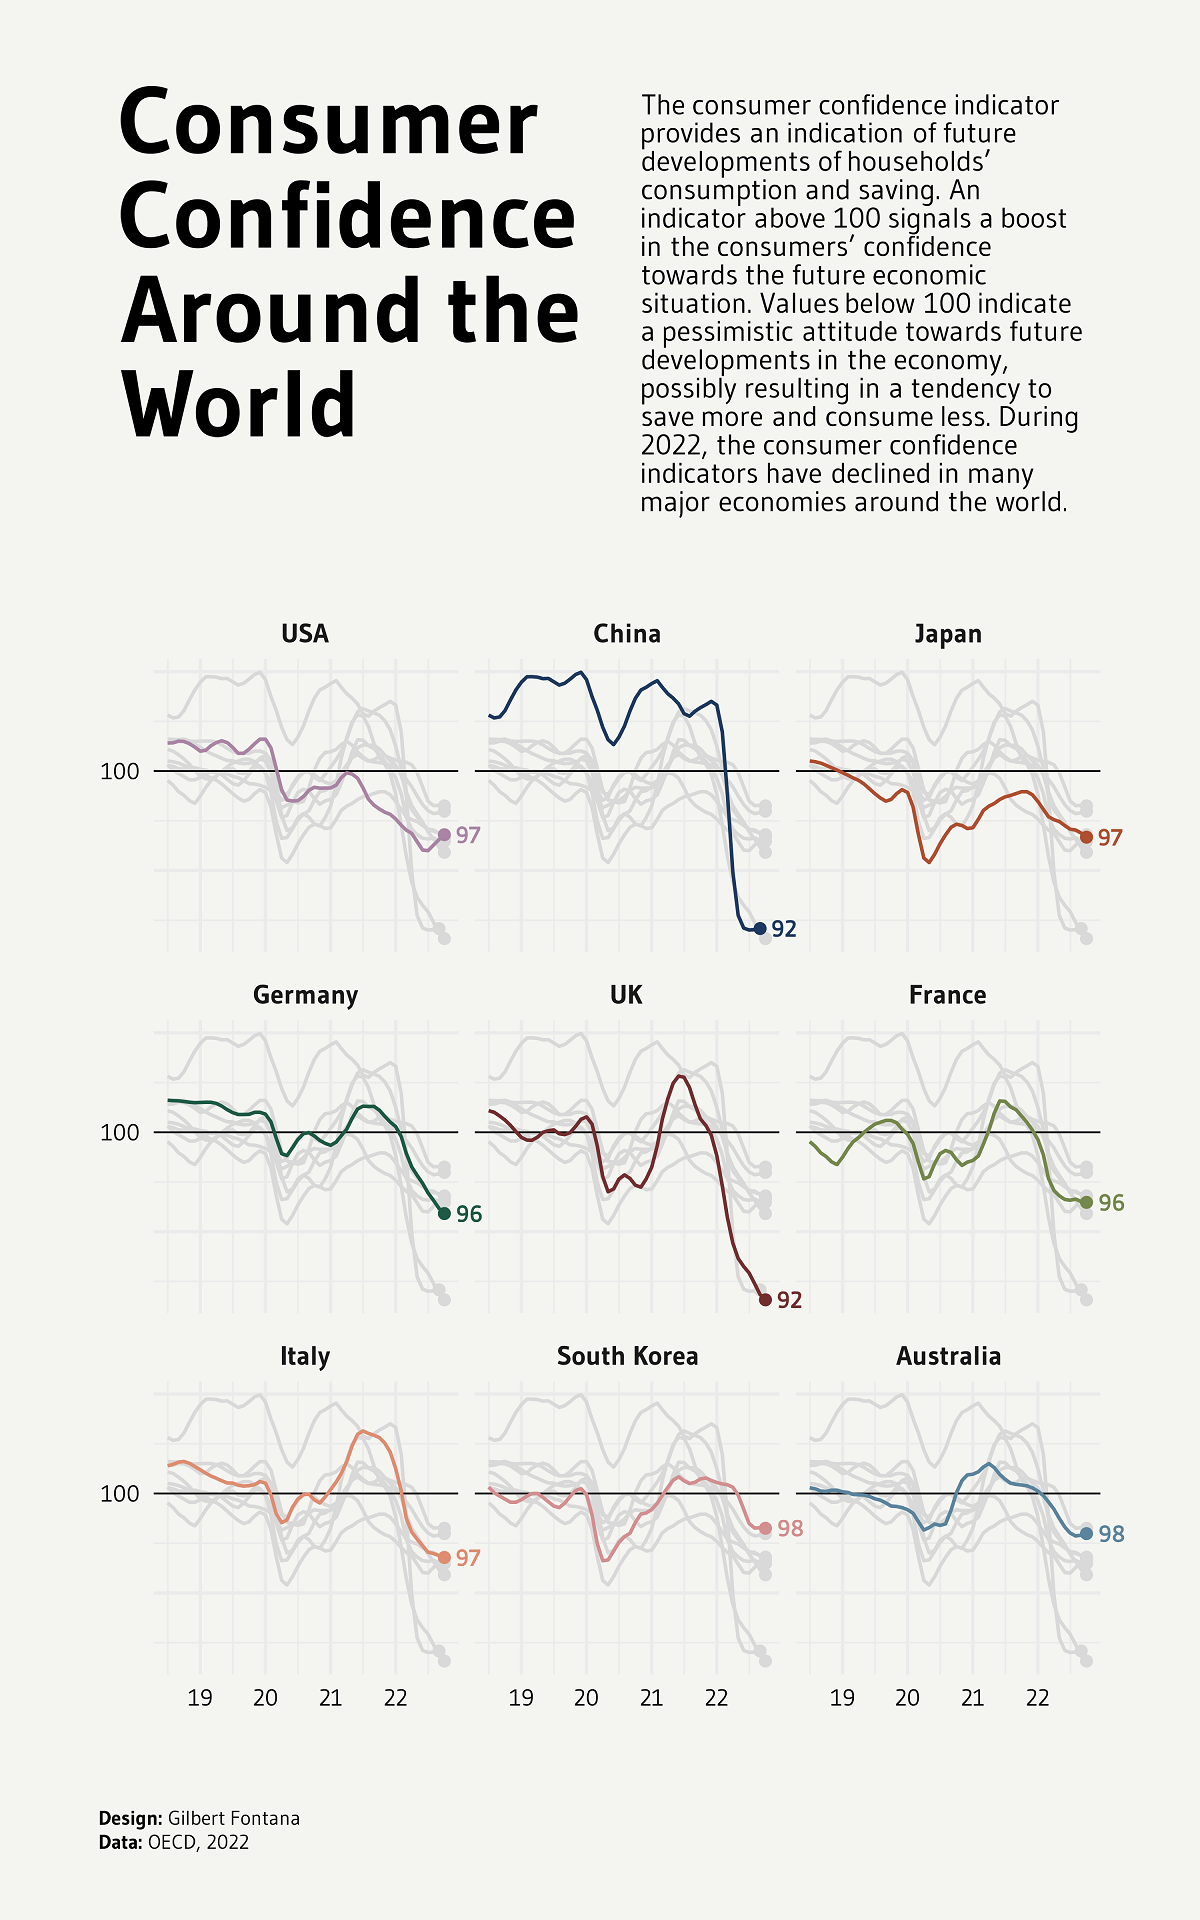 Consumer
Confidence
Around the
World
The consumer confidence indicator
provides an indication of future
developments of households’
consumption and saving. An
indicator above 100 signals a boost
in the consumers’ confidence
towards the future economic
situation. Values below 100 indicate
a pessimistic attitude towards future
developments in the economy,
possibly resulting in a tendency to
save more and consume less. During
2022, the consumer confidence
indicators have declined in many
major economies around the world.
USA
China
Japan
100
97
92
97
Germany
UK
France
100
96
92
96
Italy
South Korea
Australia
100
97
98
98
19 20 21 22
19 20 21 22
19 20 21 22
Design: Gilbert Fontana
Data: OECD, 2022